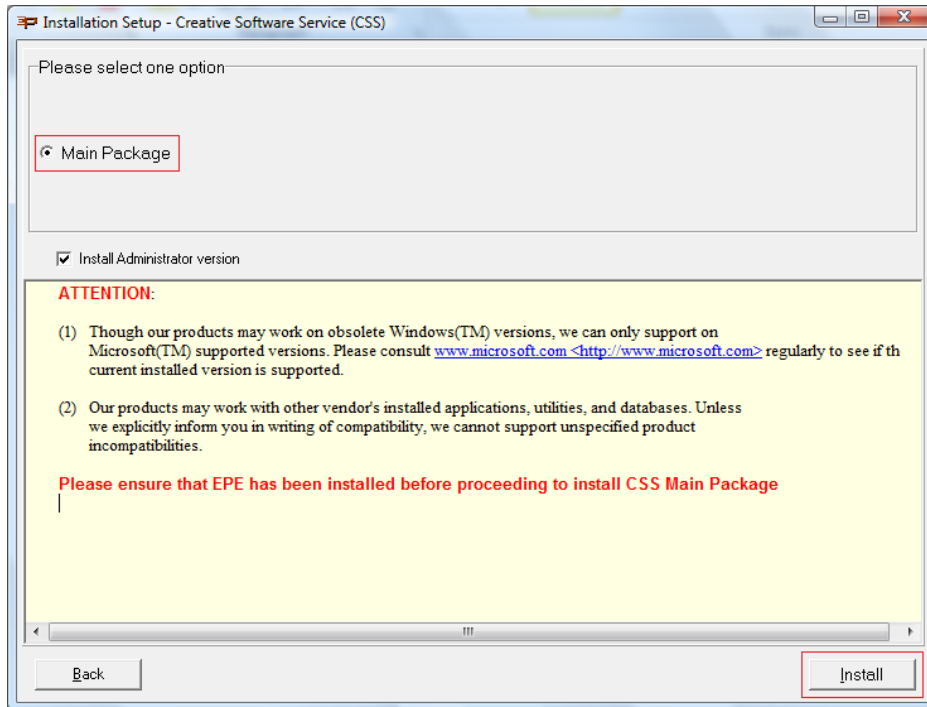 Installation Setup - Creative Software Service (CSS)
Please select one option
Main Package
Install Administrator version
ATTENTION:
(1) Though our products may work on obsolete Windows(TM) versions, we can only support on
Microsoft(TM) supported versions. Please consult www.microsoft.com <http://www.microsoft.com> regularly to see if th
current installed version is supported.
(2) Our products may work with other vendor's installed applications, utilities, and databases. Unless
we explicitly inform you in writing of compatibility, we cannot support unspecified product
incompatibilities.
Please ensure that EPE has been installed before proceeding to install CSS Main Package
Back
Install